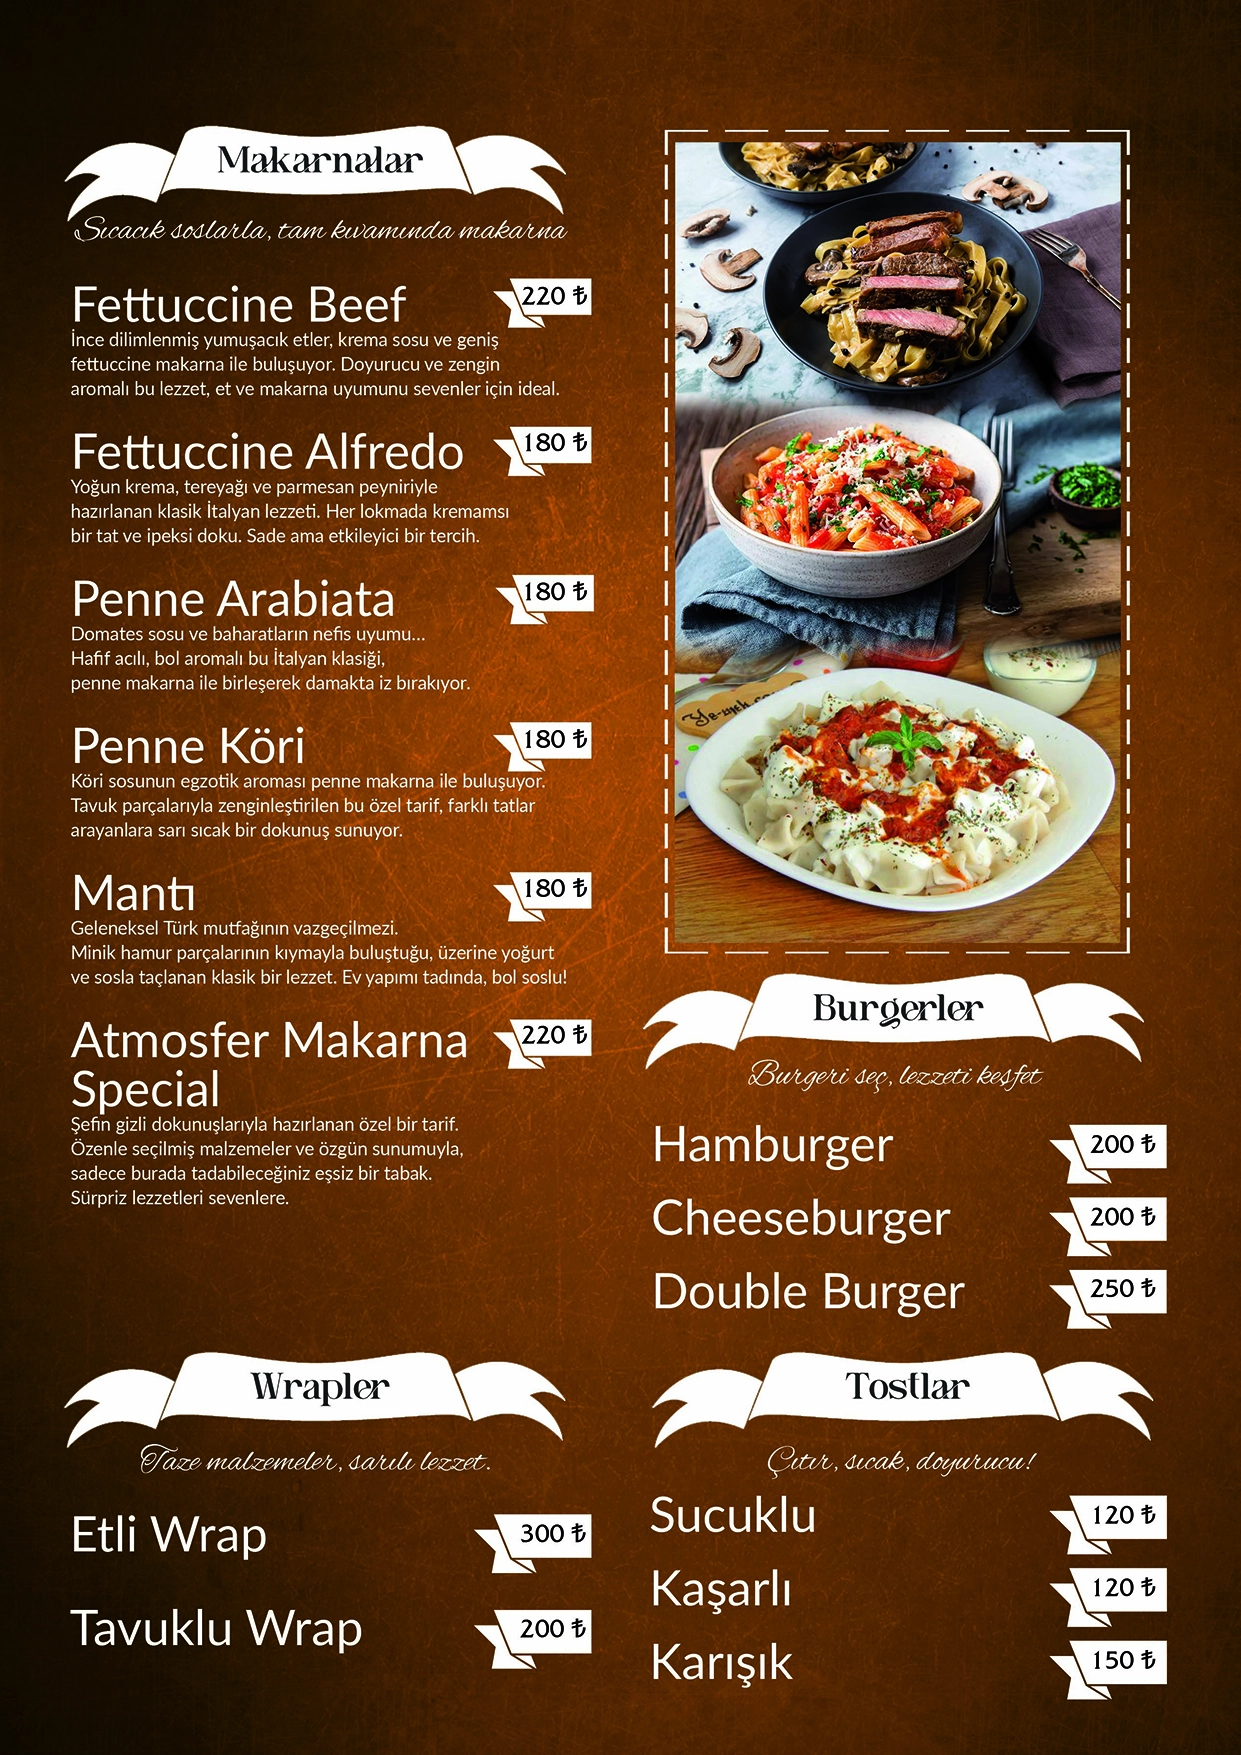 Makarnalar
Sıcacık soslarla, tam kıvamında makarna
Fettuccine Beef
220 ₺
İnce dilimlenmiş yumuşacık etler, krema sosu ve geniş
fettuccine makarna ile buluşuyor. Doyurucu ve zengin
aromalı bu lezzet, et ve makarna uyumunu sevenler için ideal.
Fettuccine Alfredo
180 ₺
Yoğun krema, tereyağı ve parmesan peyniriyle
hazırlanan klasik İtalyan lezzeti. Her lokmada kremamsı
bir tat ve ipeksi doku. Sade ama etkileyici bir tercih.
Penne Arabiata
180 ₺
Domates sosu ve baharatların nefis uyumu...
Hafif acılı, bol aromalı bu İtalyan klasiği,
penne makarna ile birleşerek damakta iz bırakıyor.
Penne Köri
180 ₺
Köri sosunun egzotik aroması penne makarna ile buluşuyor.
Tavuk parçalarıyla zenginleştirilen bu özel tarif, farklı tatlar
arayanlara sarı sıcak bir dokunuş sunuyor.
Mantı
180 ₺
Geleneksel Türk mutfağının vazgeçilmezi.
Minik hamur parçalarının kıymayla buluştuğu, üzerine yoğurt
ve sosla taçlanan klasik bir lezzet. Ev yapımı tadında, bol soslu!
Atmosfer Makarna
Special
220 ₺
Şefin gizli dokunuşlarıyla hazırlanan özel bir tarif.
Özenle seçilmiş malzemeler ve özgün sunumuyla,
sadece burada tadabileceğiniz eşsiz bir tabak.
Sürpriz lezzetleri sevenlere.
Burgerler
Burgeri seç, lezzeti keşfet
Hamburger
200 ₺
Cheeseburger
200 ₺
Double Burger
250 ₺
Wrapler
Taze malzemeler, sarılı lezzet.
Etli Wrap
300 ₺
Tavuklu Wrap
200 ₺
Tostlar
Çıtır, sıcak, doyurucu!
Sucuklu
120 ₺
Kaşarlı
120 ₺
Karışık
150 ₺